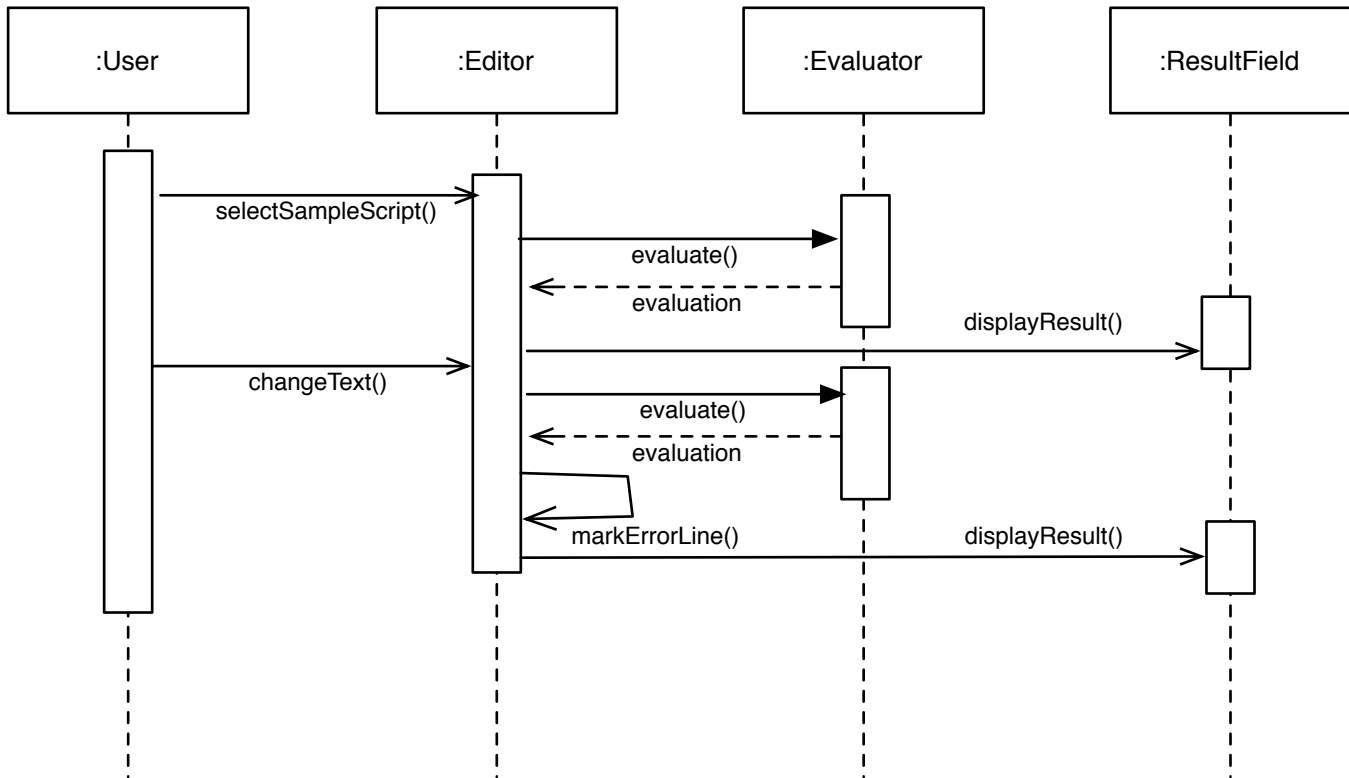 :User
:Editor
:Evaluator
:ResultField
selectSampleScript()
evaluate()
evaluation
displayResult()
changeText()
evaluate()
evaluation
markErrorLine()
displayResult()